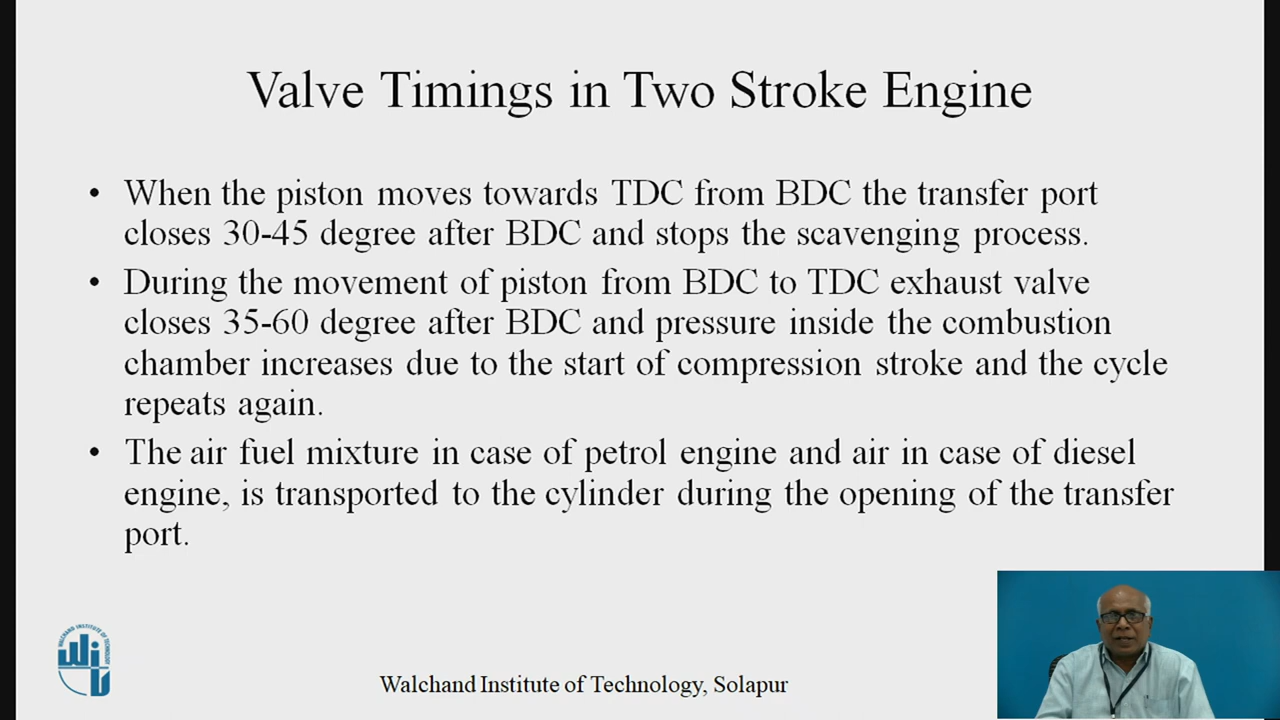 Valve Timings in Two Stroke Engine
• When the piston moves towards TDC from BDC the transfer port
closes 30-45 degree after BDC and stops the scavenging process.
• During the movement of piston from BDC to TDC exhaust valve
closes 35-60 degree after BDC and pressure inside the combustion
chamber increases due to the start of compression stroke and the cycle
repeats again.
• The air fuel mixture in case of petrol engine and air in case of diesel
engine, is transported to the cylinder during the opening of the transfer
port.
WALCHAND INSTITUTE OF TECHNOLOGY
WIT
Walchand Institute of Technology, Solapur